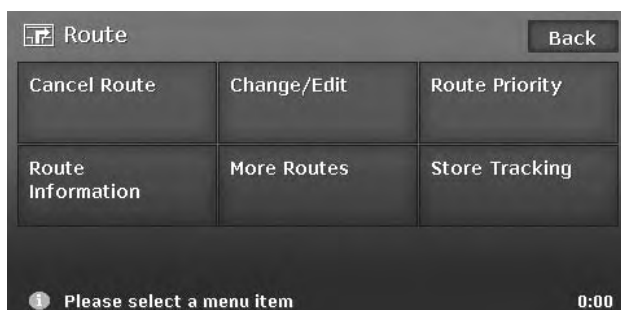 Route
Back
Cancel Route
Change/Edit
Route Priority
Route
Information
More Routes
Store Tracking
Please select a menu item
0:00